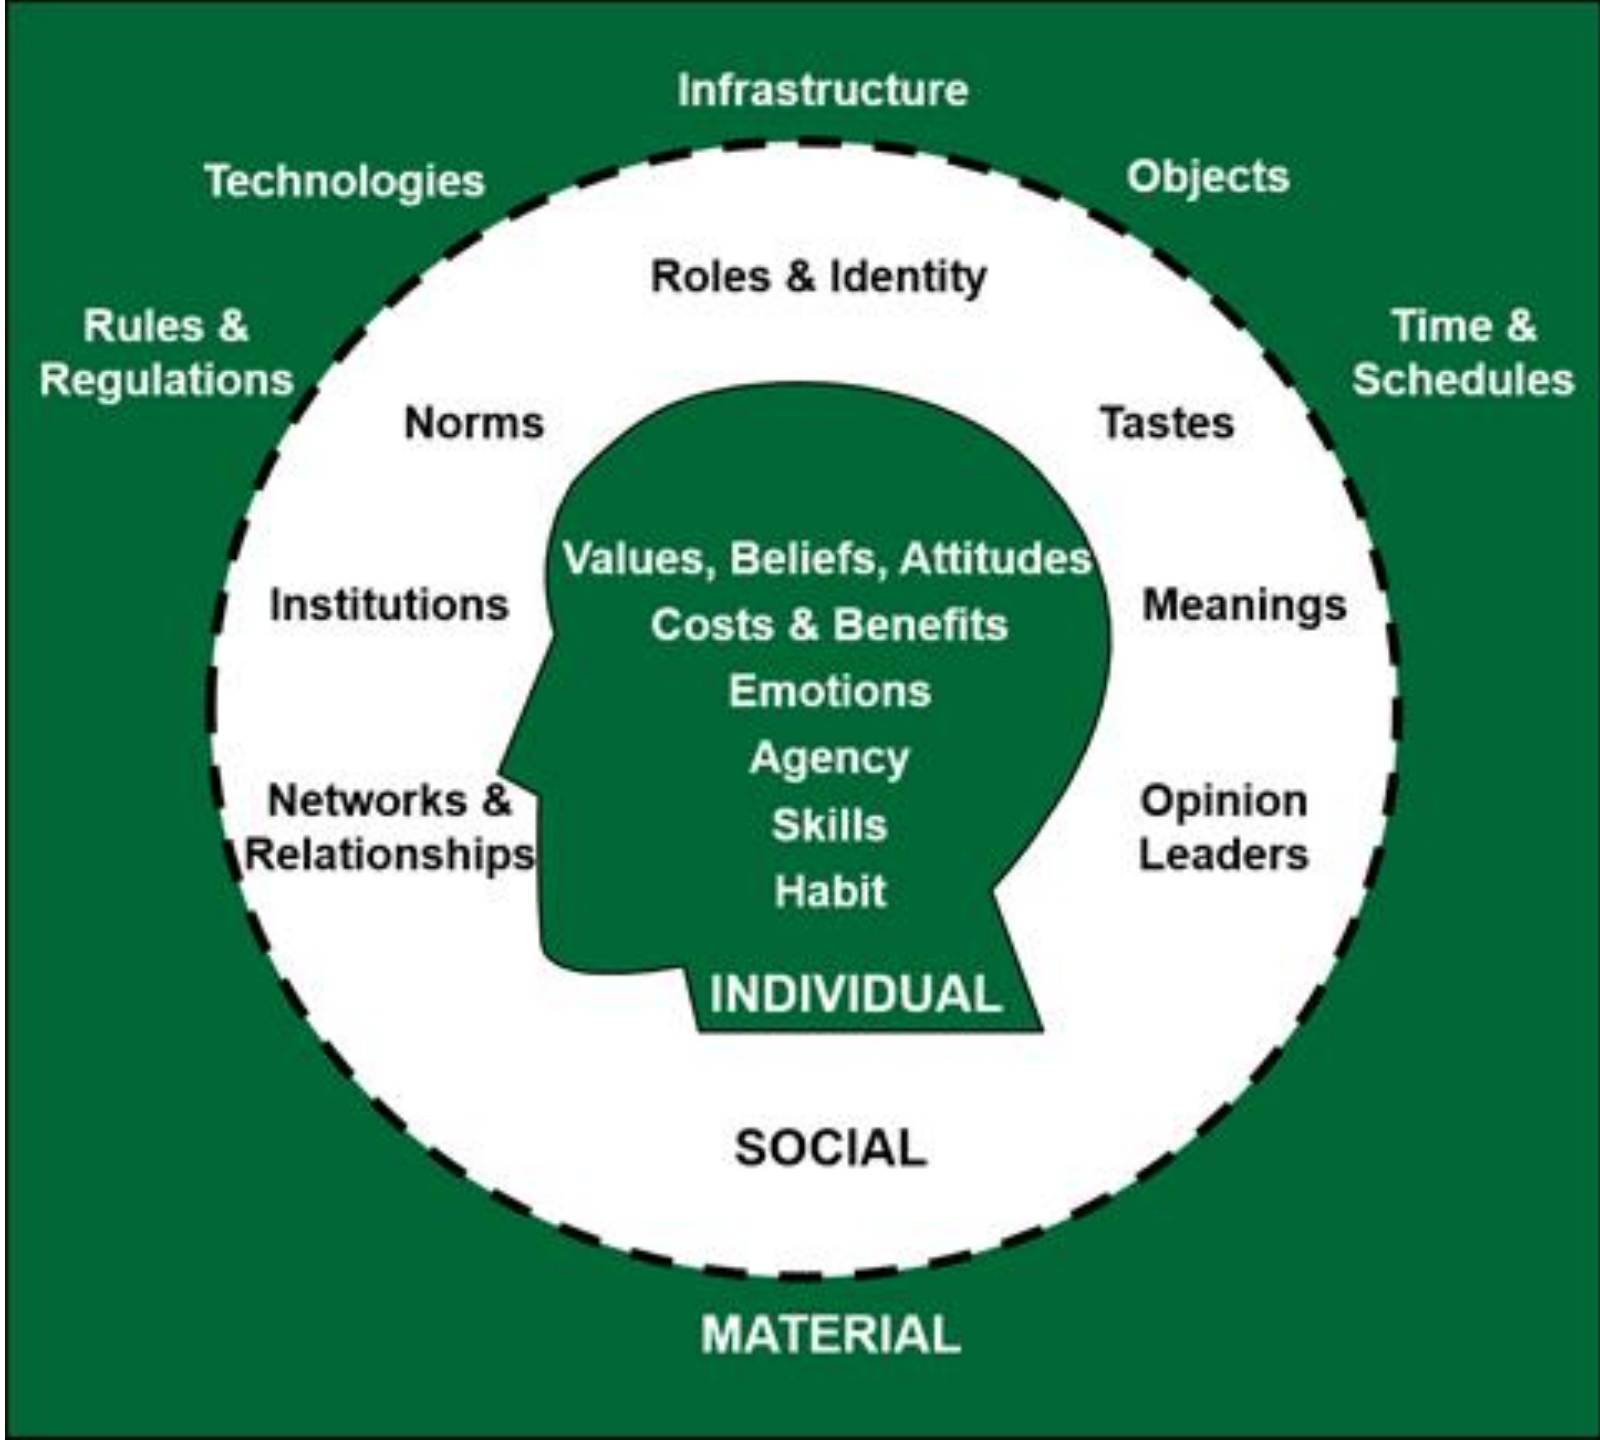 Infrastructure
Technologies
Objects
Rules &
Regulations
Time &
Schedules
Roles & Identity
Norms
Tastes
Institutions
Meanings
Networks &
Relationships
Opinion
Leaders
Values, Beliefs, Attitudes
Costs & Benefits
Emotions
Agency
Skills
Habit
INDIVIDUAL
SOCIAL
MATERIAL